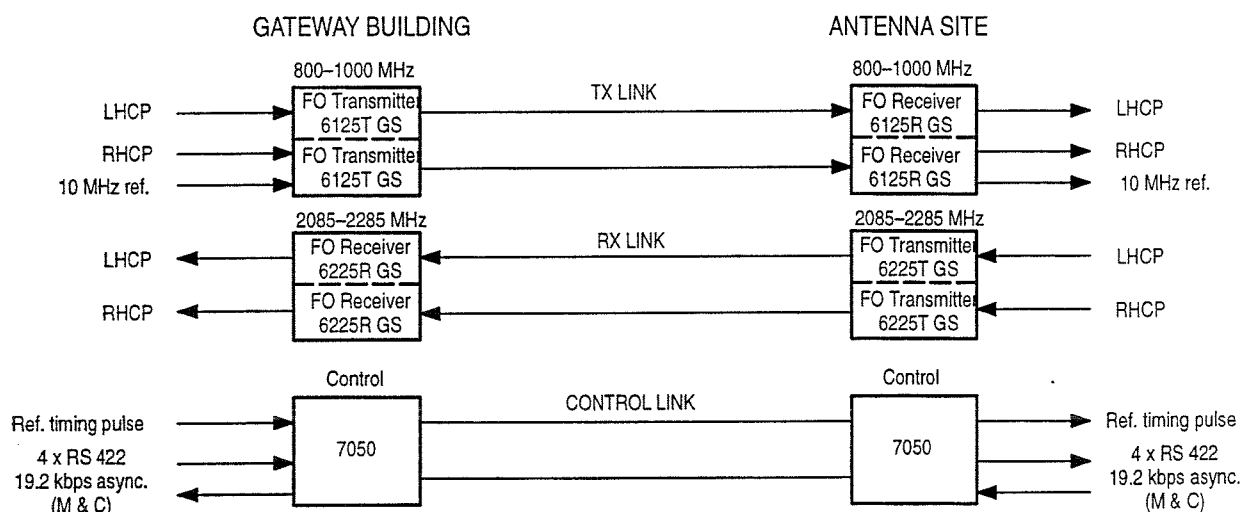 GATEWAY BUILDING ANTENNA SITE
800–1000 MHz 800–1000 MHz
LHCP FO Transmitter 6125T GS TX LINK FO Receiver 6125R GS LHCP
RHCP FO Transmitter 6125T GS FO Receiver 6125R GS RHCP
10 MHz ref. 10 MHz ref.
2085–2285 MHz 2085–2285 MHz
LHCP FO Receiver 6225R GS RX LINK FO Transmitter 6225T GS LHCP
RHCP FO Receiver 6225R GS FO Transmitter 6225T GS RHCP
Control Control
Ref. timing pulse CONTROL LINK Ref. timing pulse
7050 7050
4 x RS 422 4 x RS 422
19.2 kbps async. 19.2 kbps async.
(M & C) (M & C)